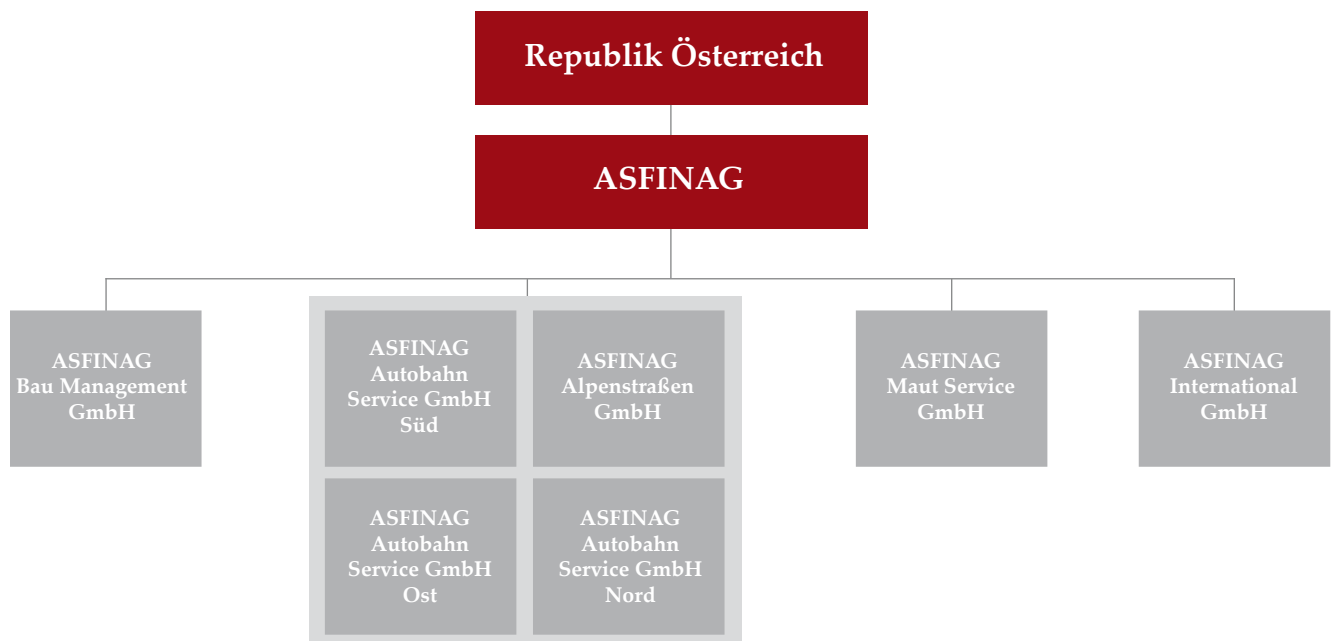 Republik Österreich
ASFINAG
ASFINAG
Bau Management
GmbH
ASFINAG
Autobahn
Service GmbH
Süd
ASFINAG
Alpenstraßen
GmbH
ASFINAG
Maut Service
GmbH
ASFINAG
International
GmbH
ASFINAG
Autobahn
Service GmbH
Ost
ASFINAG
Autobahn
Service GmbH
Nord